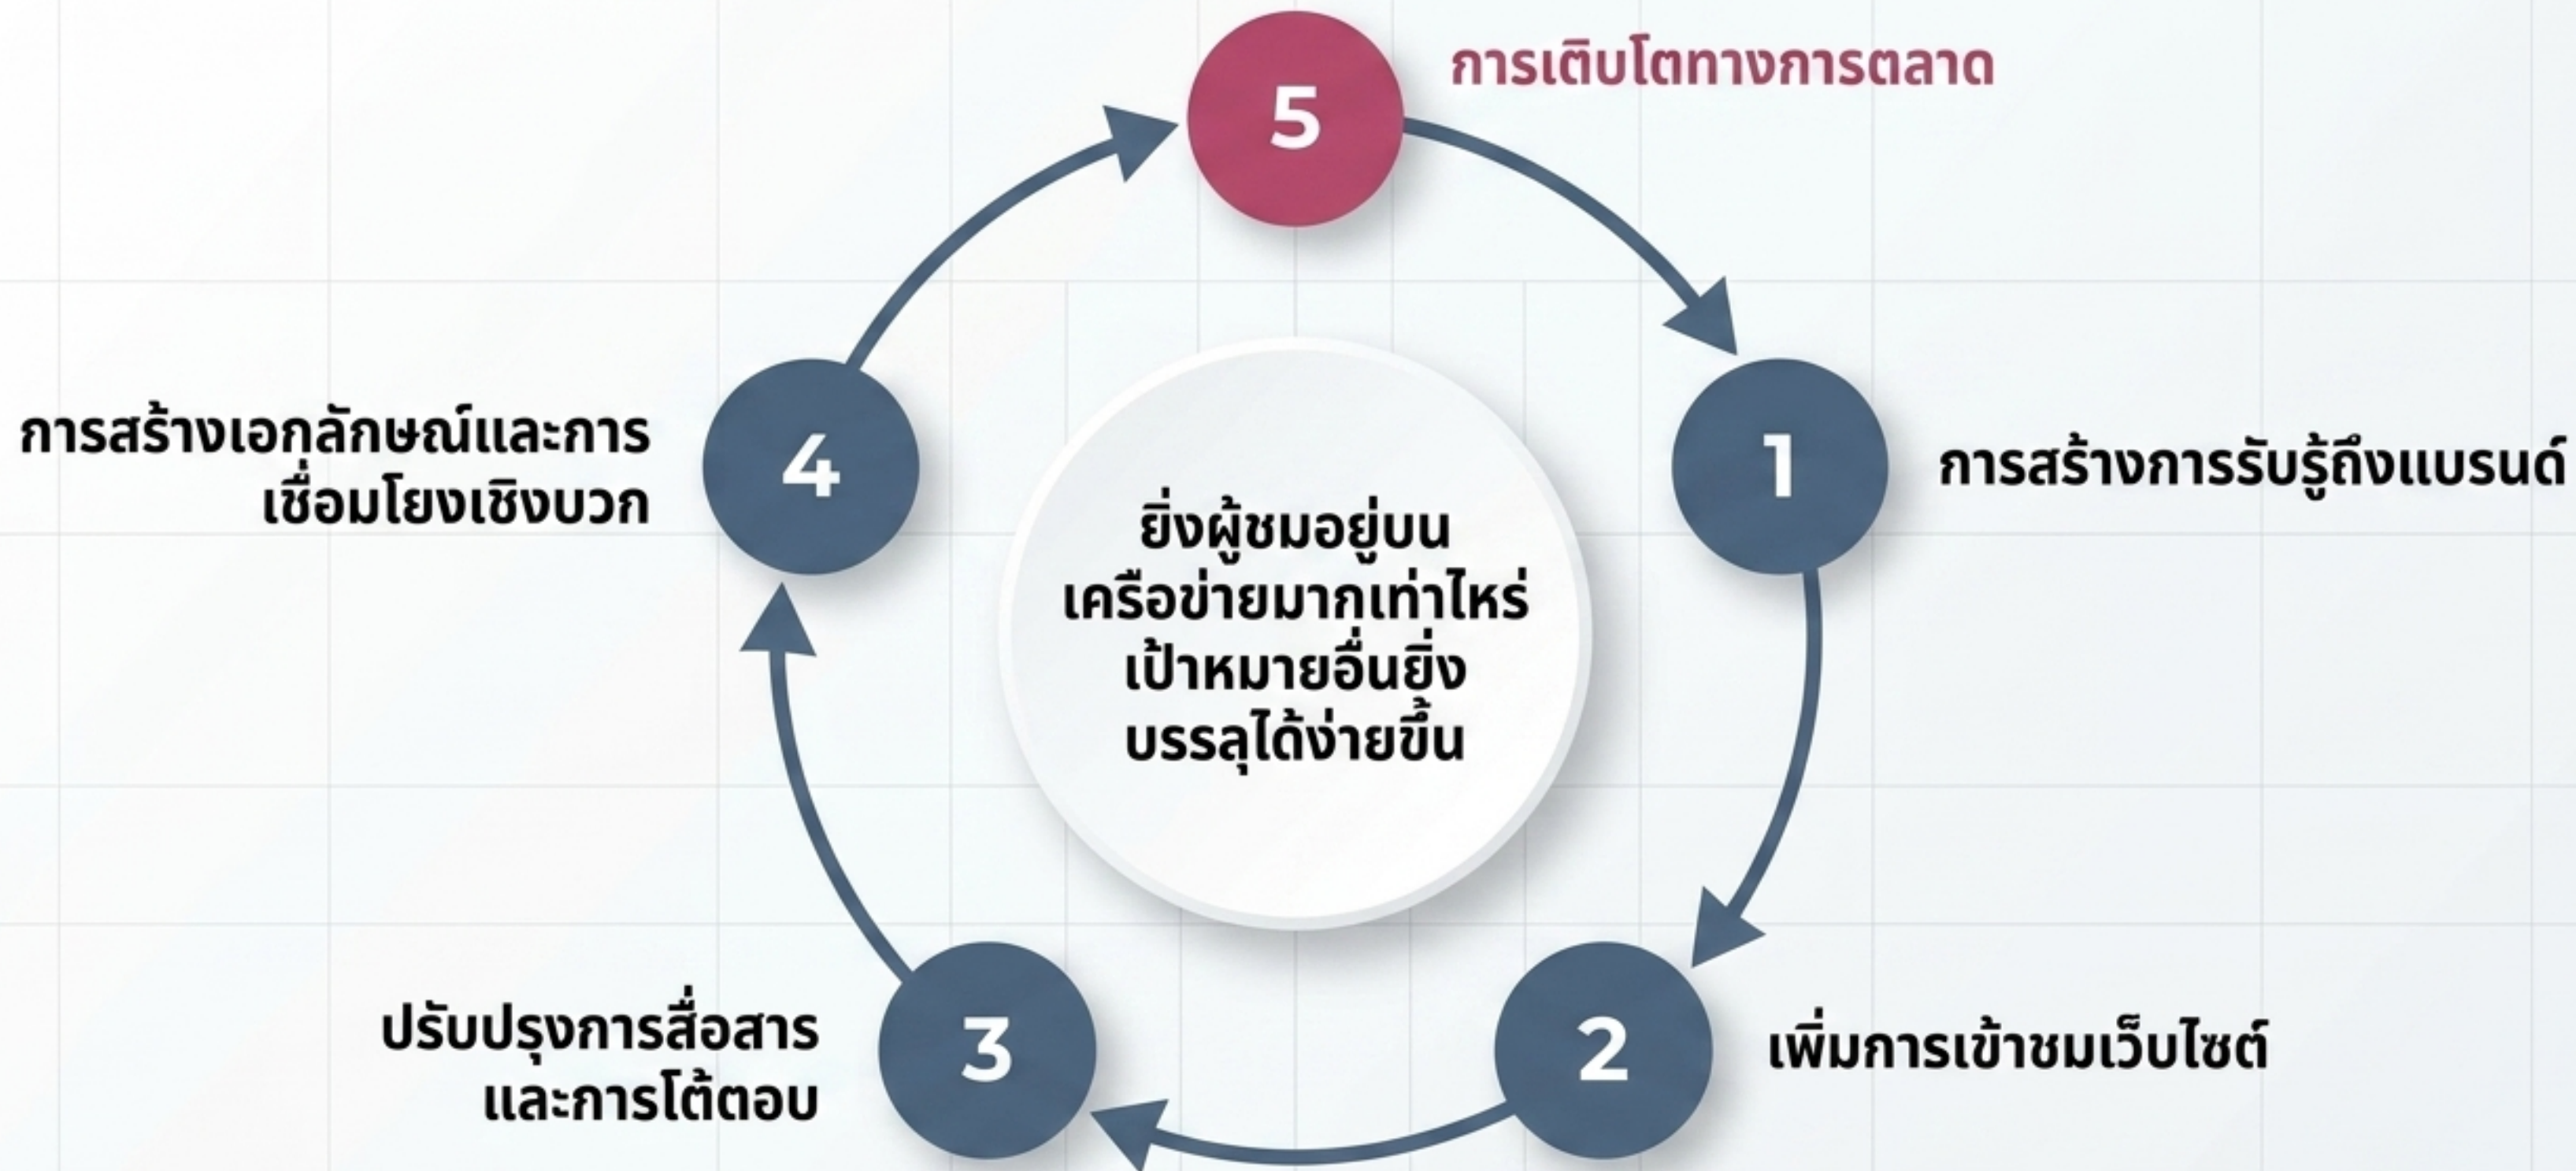 5
การเติบโตทางการตลาด
1
การสร้างการรับรู้ถึงแบรนด์
2
เพิ่มการเข้าชมเว็บไซต์
3
ปรับปรุงการสื่อสาร
และการโต้ตอบ
4
การสร้างเอกลักษณ์และการ
เชื่อมโยงเชิงบวก
ยิ่งผู้ชมอยู่บน
เครือข่ายมากเท่าไหร่
เป้าหมายอื่นยิ่ง
บรรลุได้ง่ายขึ้น